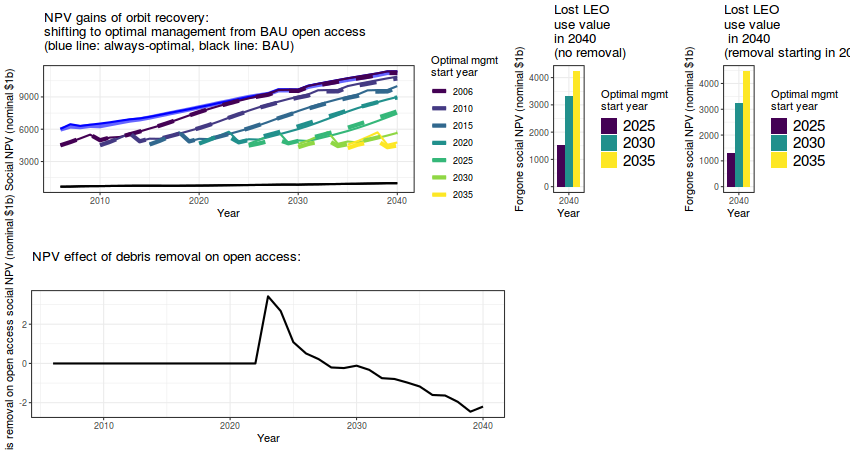 NPV gains of orbit recovery:
shifting to optimal management from BAU open access
(blue line: always-optimal, black line: BAU)
Social NPV (nominal $1b)
9000
6000
3000
2010
2020
2030
2040
Year
Optimal mgmt
start year
2006
2010
2015
2020
2025
2030
2035
Lost LEO
use value
in 2040
(no removal)
Forgone social NPV (nominal $1b)
4000
3000
2000
1000
0
2040
Year
Optimal mgmt
start year
2025
2030
2035
Lost LEO
use value
in 2040
(removal starting in 20
Forgone social NPV (nominal $1b)
4000
3000
2000
1000
0
2040
Year
Optimal mgmt
start year
2025
2030
2035
NPV effect of debris removal on open access:
is removal on open access social NPV (nominal $1b)
2
0
-2
2010
2020
2030
2040
Year